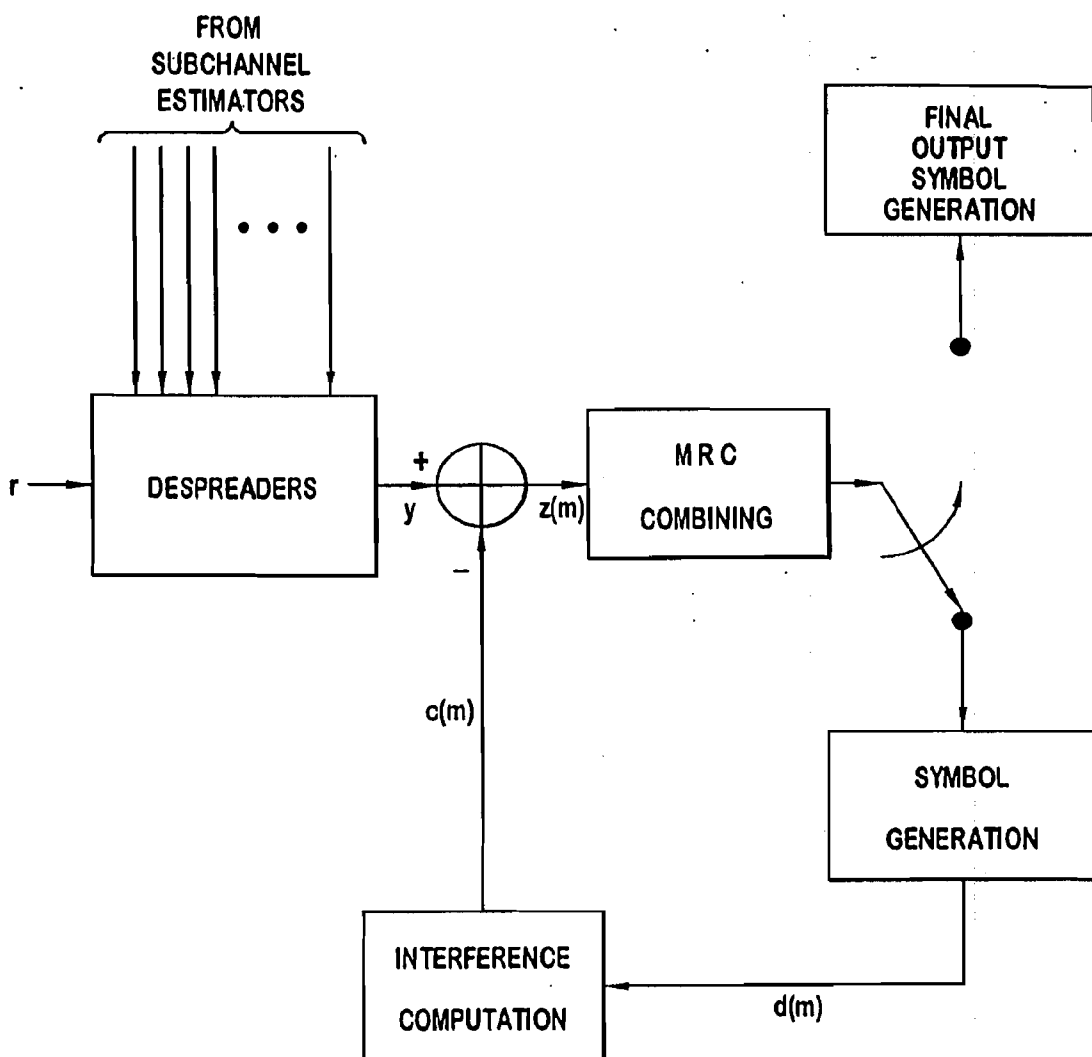 FROM
SUBCHANNEL
ESTIMATORS
FINAL
OUTPUT
SYMBOL
GENERATION
r
DESPREADERS
+
y
−
z(m)
MRC
COMBINING
c(m)
SYMBOL
GENERATION
INTERFERENCE
COMPUTATION
d(m)